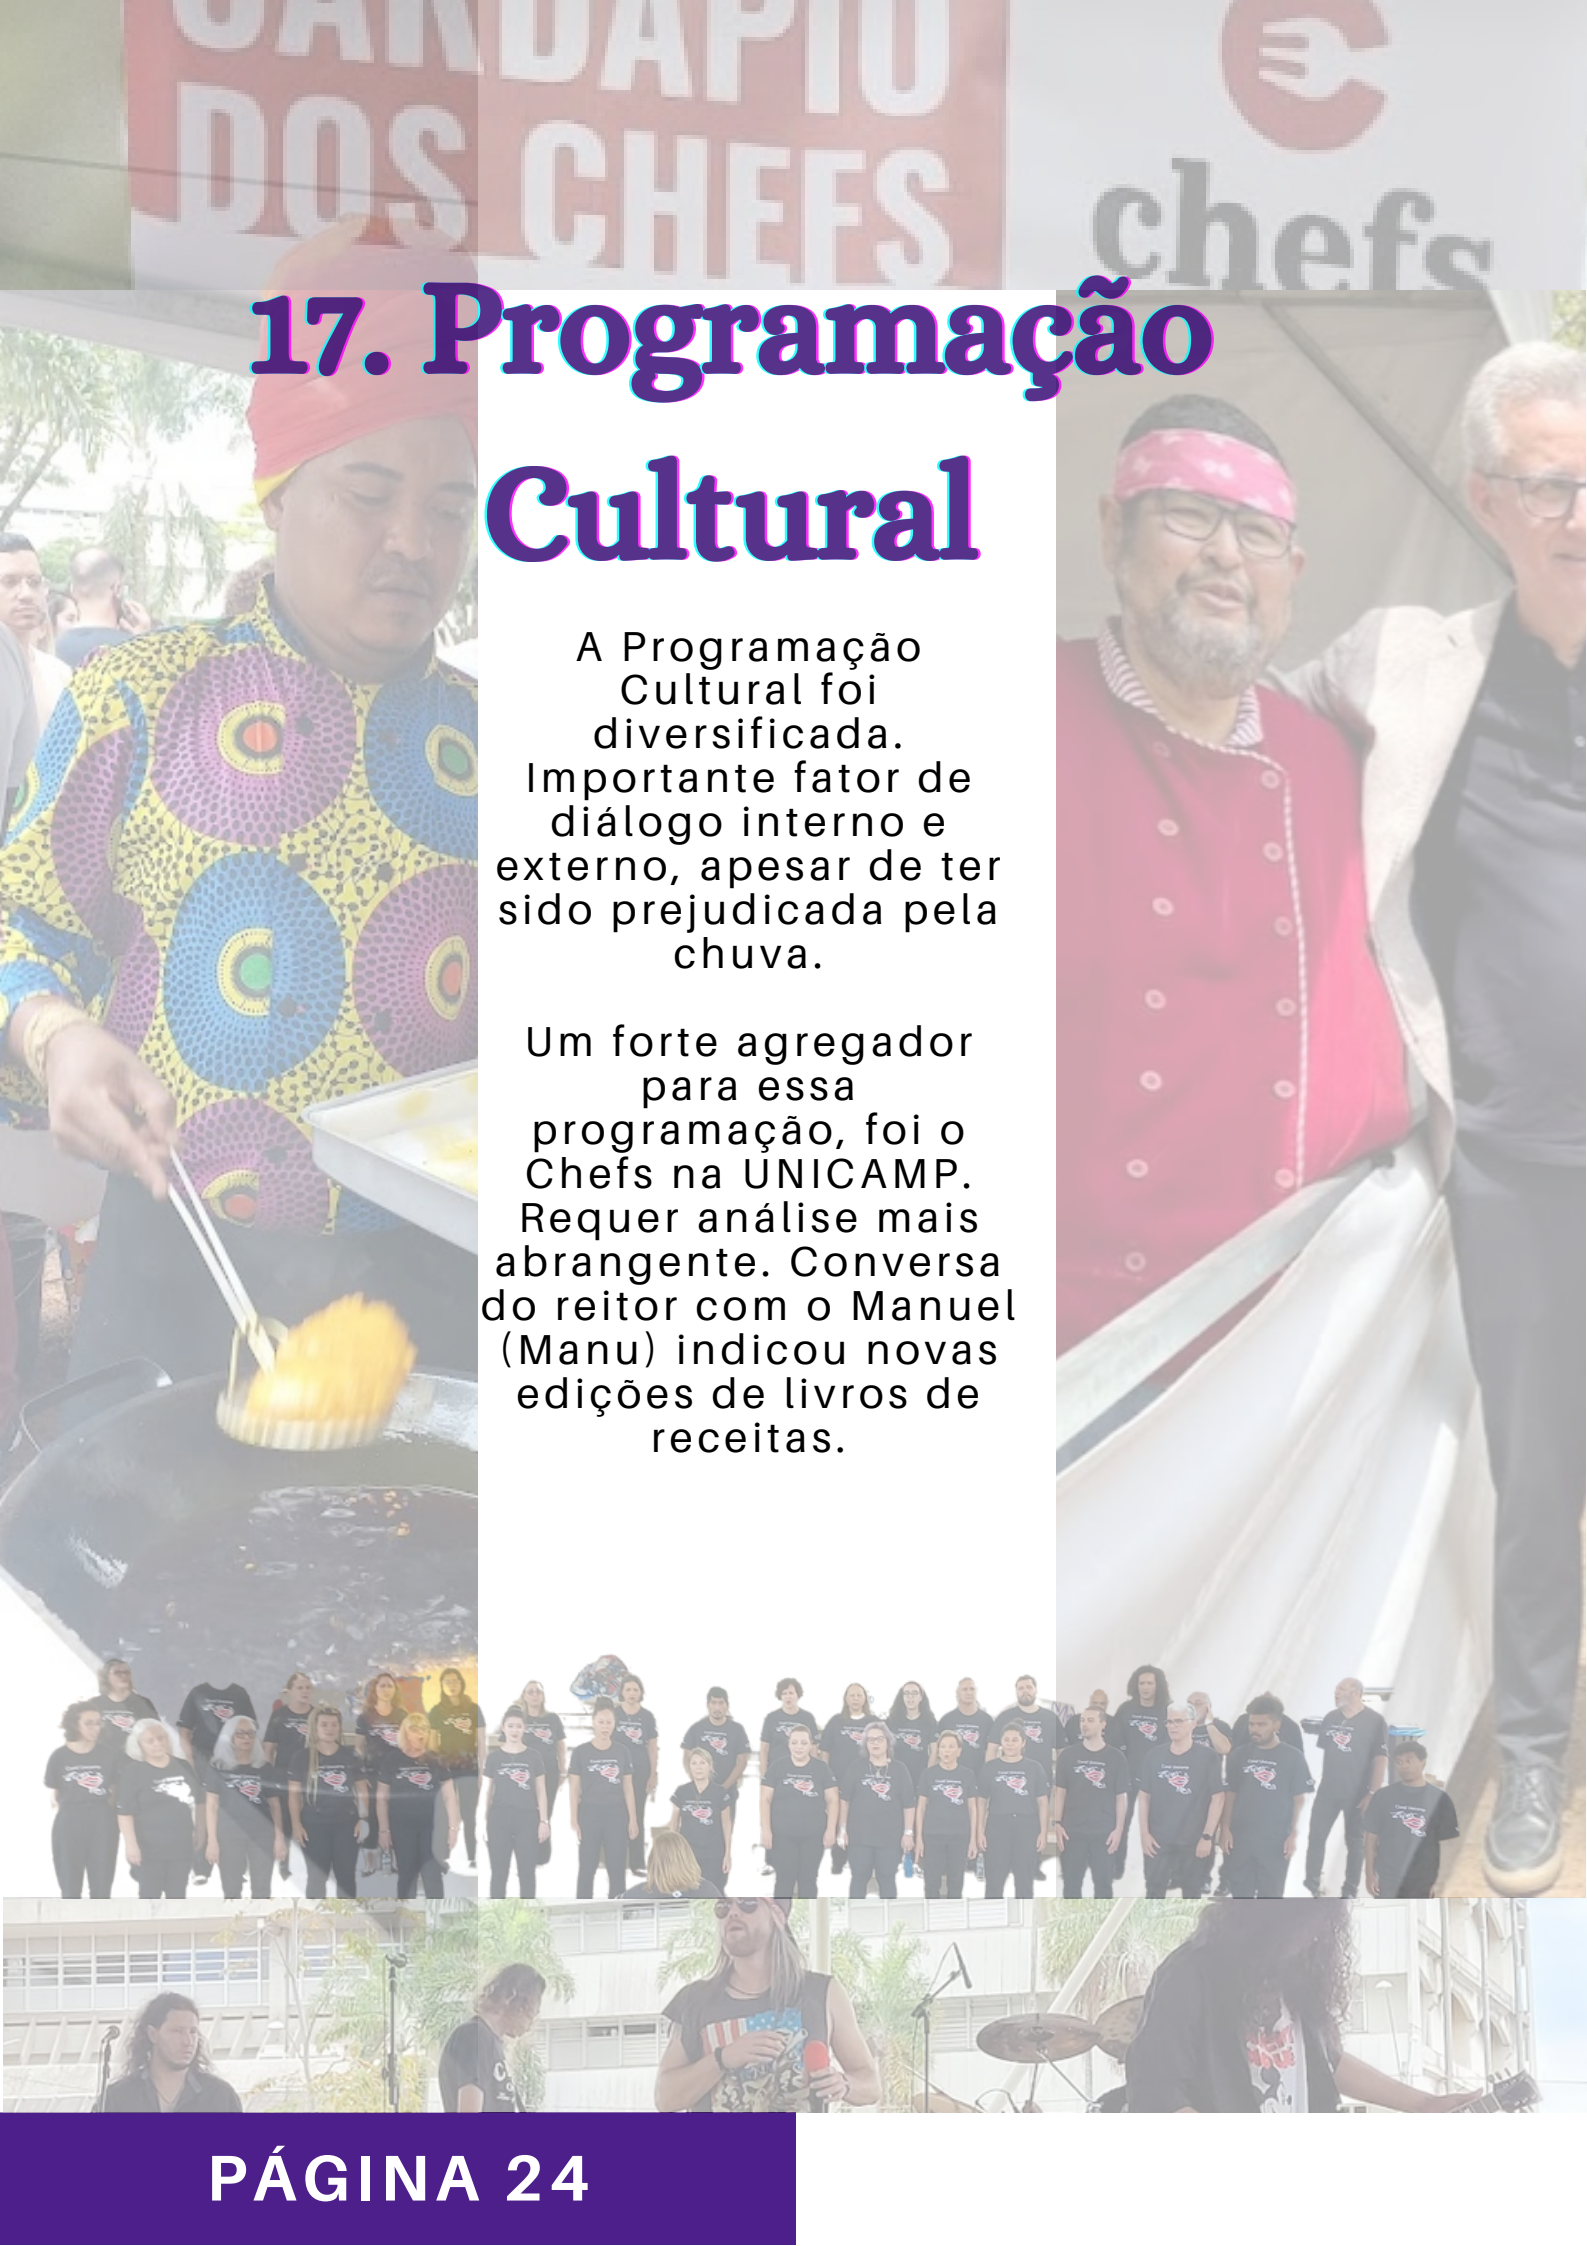 CARDÁPIO
DOS CHEFS
chefs
17. Programação
Cultural
A Programação
Cultural foi
diversificada.
Importante fator de
diálogo interno e
externo, apesar de ter
sido prejudicada pela
chuva.
Um forte agregador
para essa
programação, foi o
Chefs na UNICAMP.
Requer análise mais
abrangente. Conversa
do reitor com o Manuel
(Manu) indicou novas
edições de livros de
receitas.
PÁGINA 24